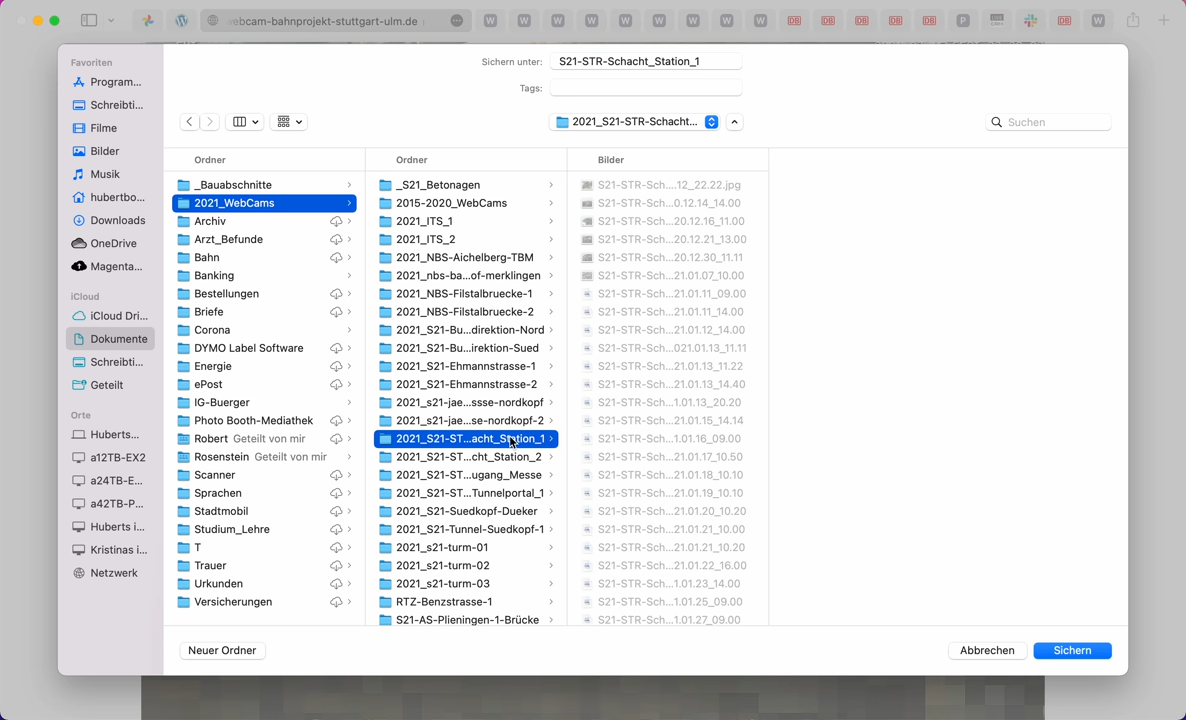 webcam-bahnprojekt-stuttgart-ulm.de
W W W W W W W W W DB DB DB DB DB P DB W
Favoriten
Program...
Schreibti...
Filme
Bilder
Musik
hubertbo...
Downloads
OneDrive
Magenta...
iCloud
iCloud Dri...
Dokumente
Schreibti...
Geteilt
Orte
Huberts...
a12TB-EX2
a24TB-E...
a42TB-P...
Huberts i...
Kristinas i...
Netzwerk
Sichern unter: S21-STR-Schacht_Station_1
Tags:
2021_S21-STR-Schacht...
Suchen
Ordner
_Bauabschnitte
2021_WebCams
Archiv
Arzt_Befunde
Bahn
Banking
Bestellungen
Briefe
Corona
DYMO Label Software
Energie
ePost
IG-Buerger
Photo Booth-Mediathek
Robert Geteilt von mir
Rosenstein Geteilt von mir
Scanner
Sprachen
Stadtmobil
Studium_Lehre
T
Trauer
Urkunden
Versicherungen
Ordner
_S21_Betonagen
2015-2020_WebCams
2021_ITS_1
2021_ITS_2
2021_NBS-Aichelberg-TBM
2021_nbs-ba...of-merklingen
2021_NBS-Filstalbruecke-1
2021_NBS-Filstalbruecke-2
2021_S21-Bu...direktion-Nord
2021_S21-Bu...irektion-Sued
2021_S21-Ehmannstrasse-1
2021_S21-Ehmannstrasse-2
2021_s21-jae...ssse-nordkopf
2021_s21-jae...se-nordkopf-2
2021_S21-ST...acht_Station_1
2021_S21-ST...cht_Station_2
2021_S21-ST...ugang_Messe
2021_S21-ST...Tunnelportal_1
2021_S21-Suedkopf-Dueker
2021_S21-Tunnel-Suedkopf-1
2021_s21-turm-01
2021_s21-turm-02
2021_s21-turm-03
RTZ-Benzstrasse-1
S21-AS-Plieningen-1-Brücke
Bilder
S21-STR-Sch....12_22.22.jpg
S21-STR-Sch...0.12.14_14.00
S21-STR-Sch...20.12.16_11.00
S21-STR-Sch...20.12.21_13.00
S21-STR-Sch...20.12.30_11.11
S21-STR-Sch...21.01.07_10.00
S21-STR-Sch...21.01.11_09.00
S21-STR-Sch...21.01.11_14.00
S21-STR-Sch...21.01.12_14.00
S21-STR-Sch...021.01.13_11.11
S21-STR-Sch...21.01.13_11.22
S21-STR-Sch...21.01.13_14.40
S21-STR-Sch...1.01.13_20.20
S21-STR-Sch...21.01.15_14.14
S21-STR-Sch...1.01.16_09.00
S21-STR-Sch...21.01.17_10.50
S21-STR-Sch...21.01.18_10.10
S21-STR-Sch...21.01.19_10.10
S21-STR-Sch...21.01.20_10.20
S21-STR-Sch...21.01.21_10.00
S21-STR-Sch...21.01.21_10.20
S21-STR-Sch...21.01.22_16.00
S21-STR-Sch...1.01.23_14.00
S21-STR-Sch...1.01.25_09.00
S21-STR-Sch...1.01.27_09.00
Neuer Ordner
Abbrechen
Sichern